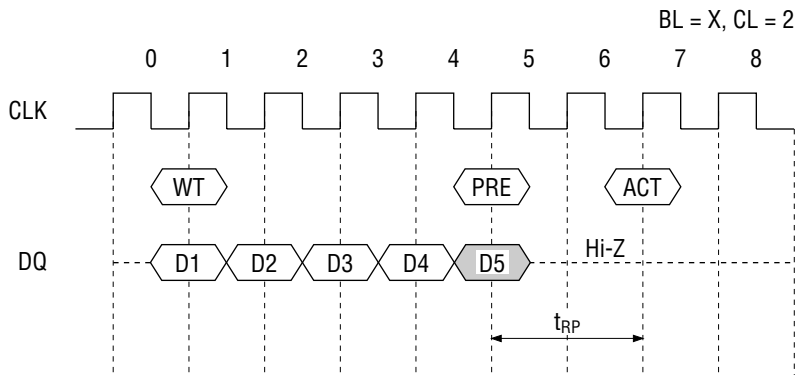 BL = X, CL = 2
0 1 2 3 4 5 6 7 8
CLK
WT PRE ACT
DQ D1 D2 D3 D4 D5 Hi-Z
tRP